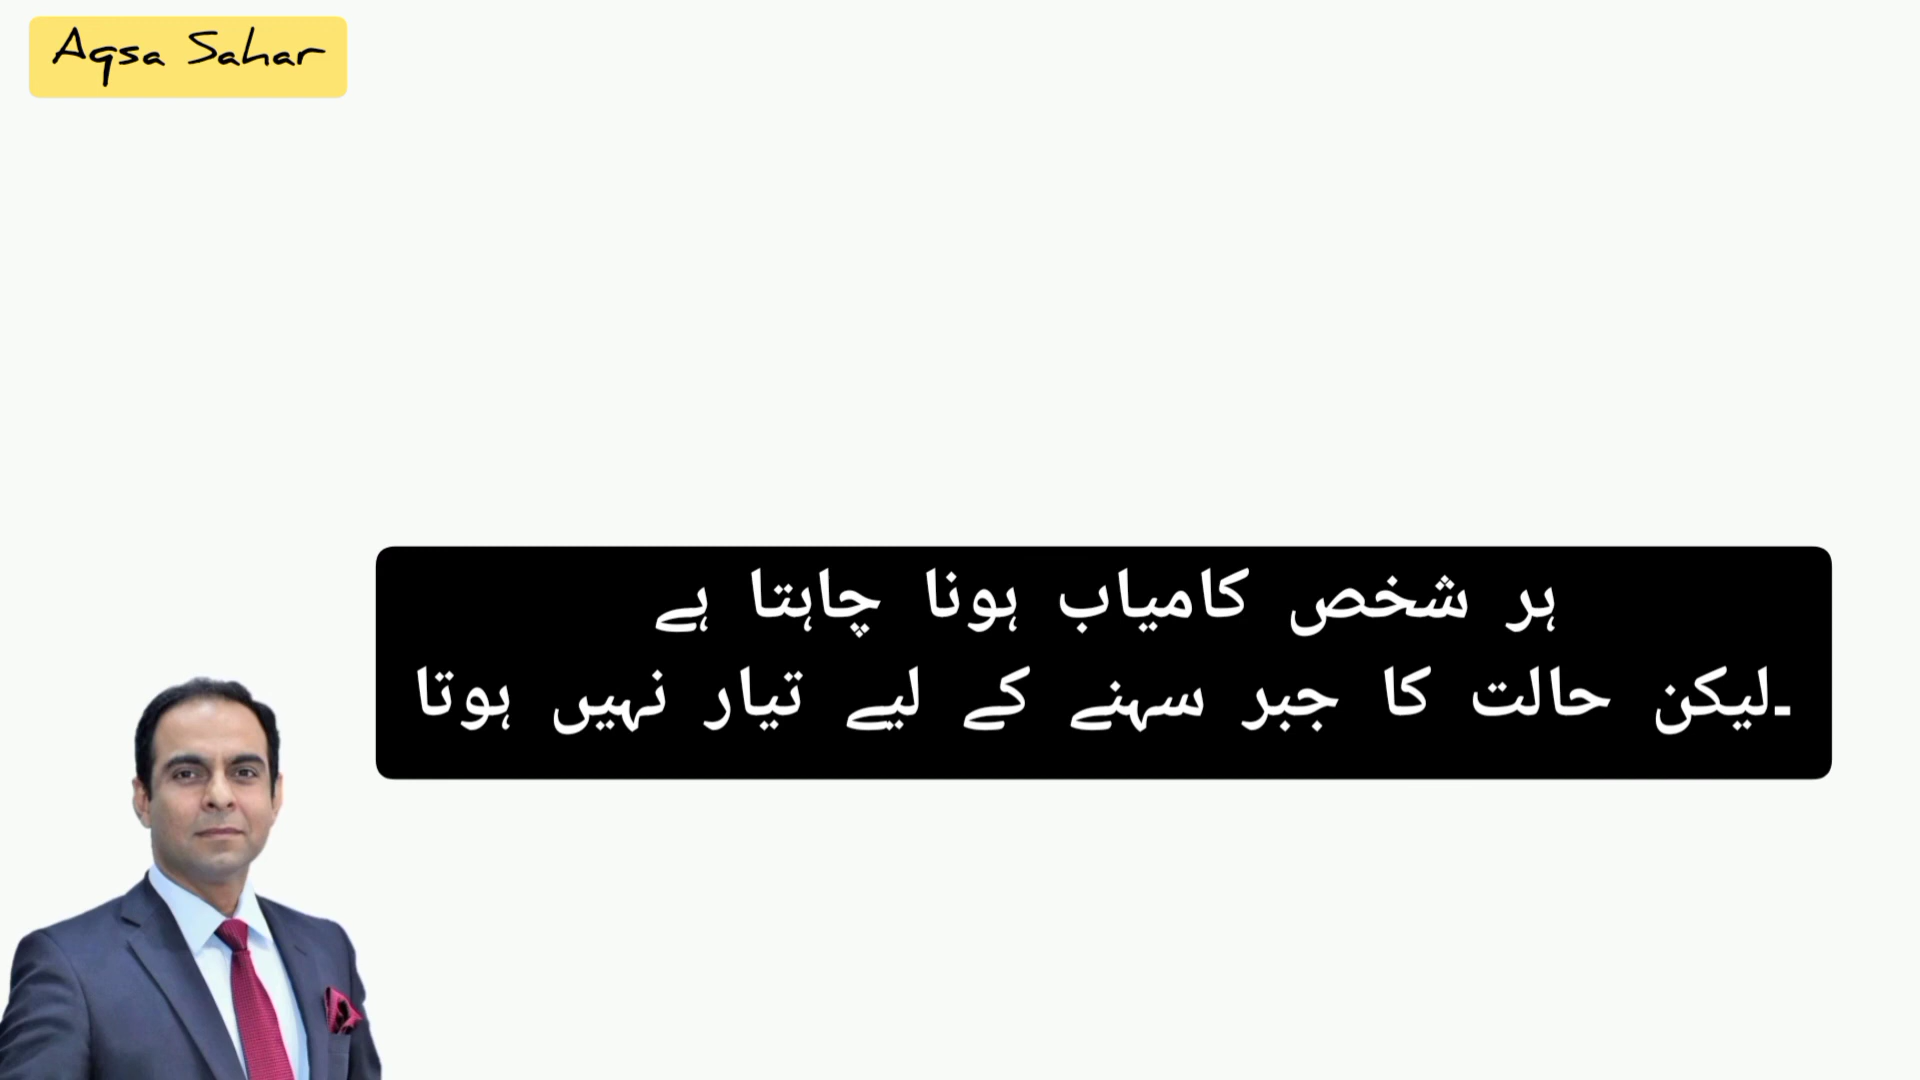 Aqsa Sahar
ہر شخص کامیاب ہونا چاہتا ہے
۔لیکن حالت کا جبر سہنے کے لیے تیار نہیں ہوتا